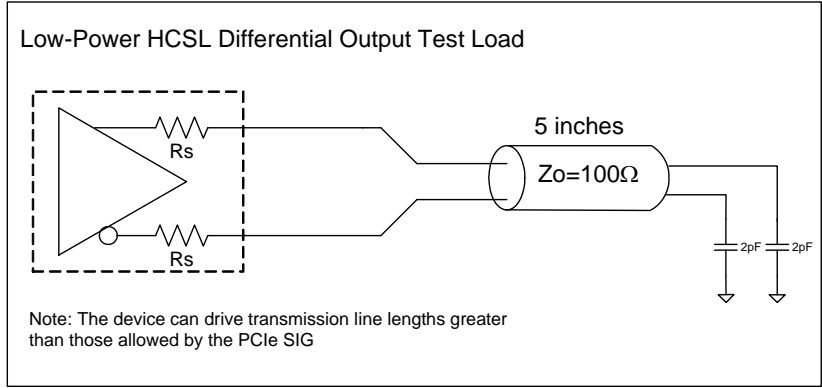 Low-Power HCSL Differential Output Test Load
Rs
Rs
5 inches
Zo=100Ω
2pF
2pF
Note: The device can drive transmission line lengths greater
than those allowed by the PCIe SIG